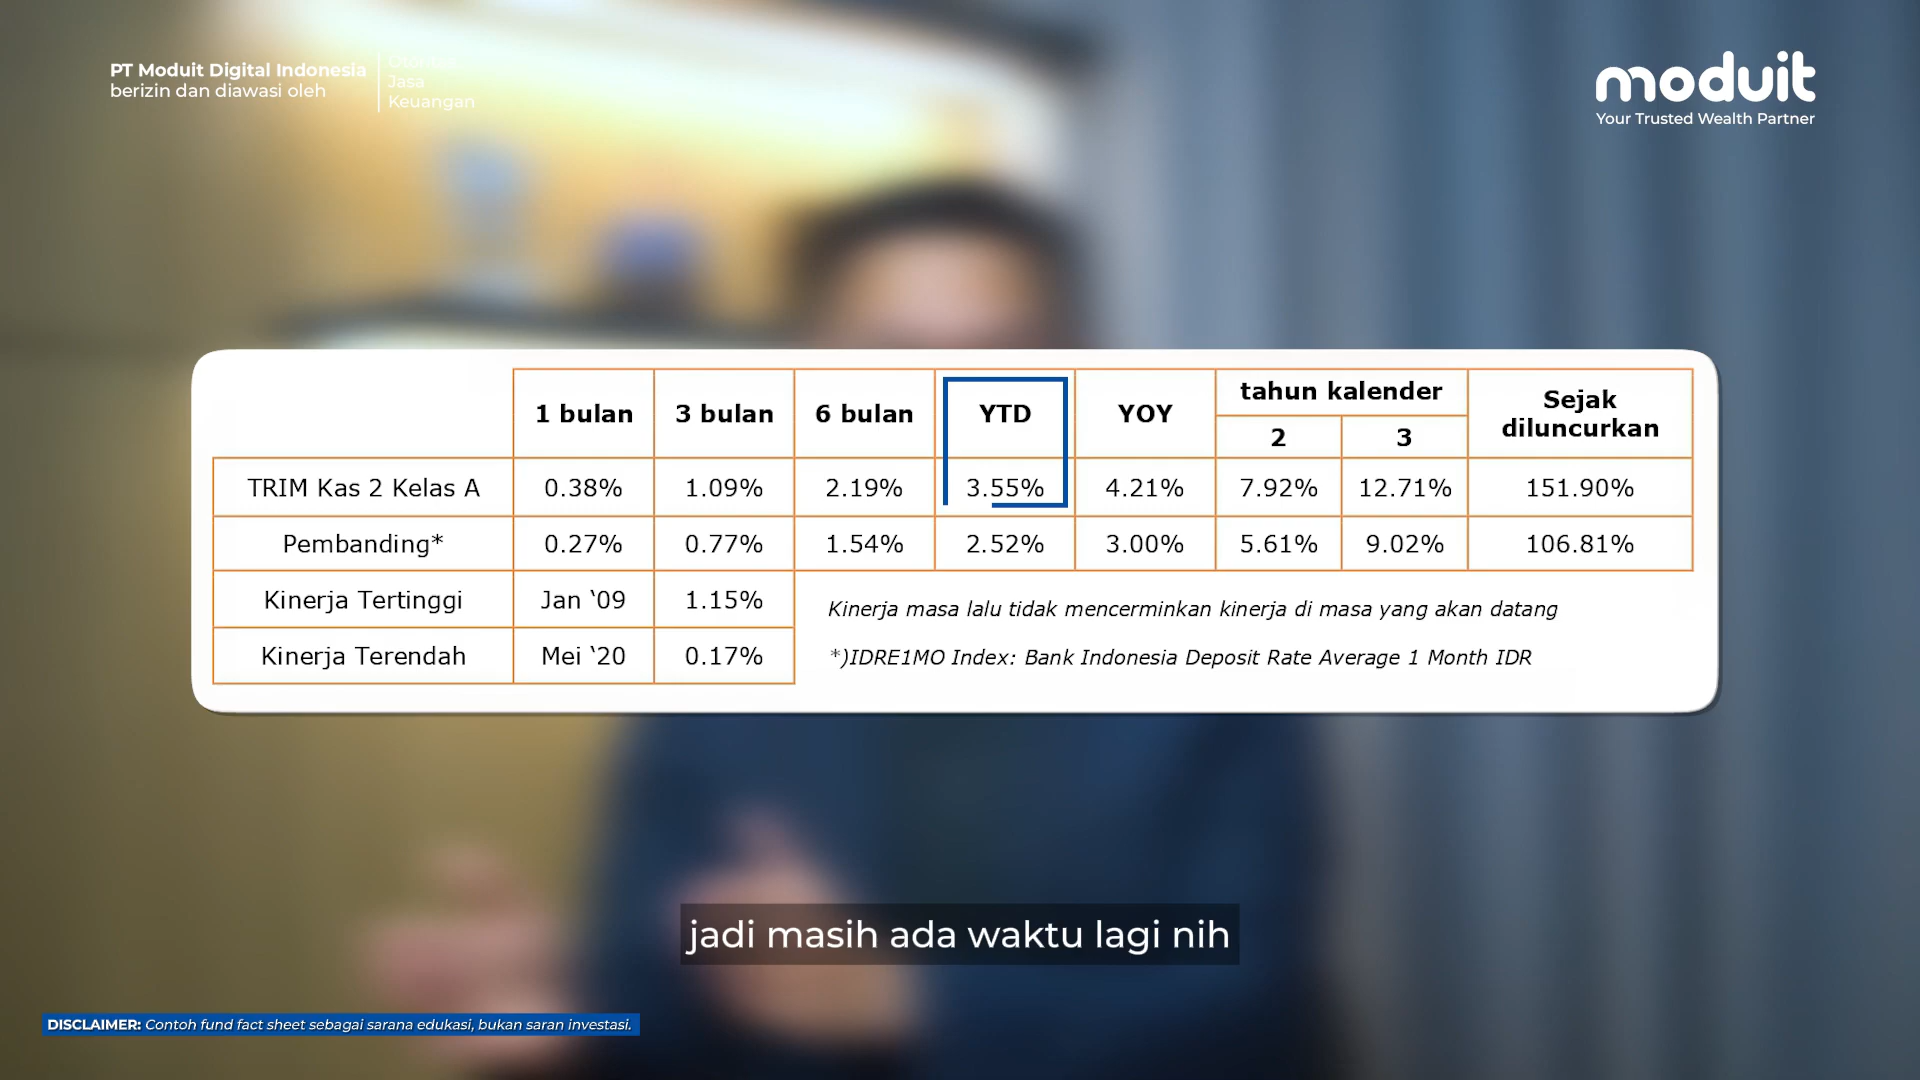 PT Moduit Digital Indonesia
berizin dan diawasi oleh
Jasa
Keuangan
moduit
Your Trusted Wealth Partner
1 bulan 3 bulan 6 bulan YTD YOY tahun kalender Sejak diluncurkan
2 3
TRIM Kas 2 Kelas A 0.38% 1.09% 2.19% 3.55% 4.21% 7.92% 12.71% 151.90%
Pembanding* 0.27% 0.77% 1.54% 2.52% 3.00% 5.61% 9.02% 106.81%
Kinerja Tertinggi Jan ‘09 1.15%
Kinerja Terendah Mei ‘20 0.17%
Kinerja masa lalu tidak mencerminkan kinerja di masa yang akan datang
*)IDRE1MO Index: Bank Indonesia Deposit Rate Average 1 Month IDR
jadi masih ada waktu lagi nih
DISCLAIMER: Contoh fund fact sheet sebagai sarana edukasi, bukan saran investasi.